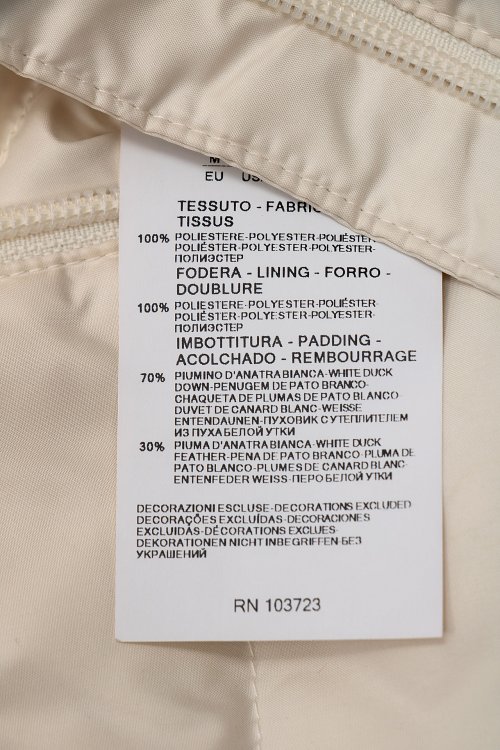 M
EU US
TESSUTO - FABRIC
TISSUS
100% POLIESTERE-POLYESTER-POLIÉSTER-
POLIÉSTER-POLYESTER-POLYESTER-
ПОЛИЭСТЕР
FODERA - LINING - FORRO -
DOUBLURE
100% POLIESTERE-POLYESTER-POLIÉSTER-
POLIÉSTER-POLYESTER-POLYESTER-
ПОЛИЭСТЕР
IMBOTTITURA - PADDING -
ACOLCHADO - REMBOURRAGE
70% PIUMINO D'ANATRA BIANCA-WHITE DUCK
DOWN-PENUGEM DE PATO BRANCO-
CHAQUETA DE PLUMAS DE PATO BLANCO-
DUVET DE CANARD BLANC-WEISSE
ENTENDAUNEN-ПУХОВИК С УТЕПЛИТЕЛЕМ
ИЗ ПУХА БЕЛОЙ УТКИ
30% PIUMA D'ANATRA BIANCA-WHITE DUCK
FEATHER-PENA DE PATO BRANCO-PLUMA DE
PATO BLANCO-PLUMES DE CANARD BLANC-
ENTENFEDER WEISS-ПЕРО БЕЛОЙ УТКИ
DECORAZIONI ESCLUSE-DECORATIONS EXCLUDED
DECORAÇÕES EXCLUÍDAS-DECORACIONES
EXCLUIDAS-DÉCORATIONS EXCLUES-
DEKORATIONEN NICHT INBEGRIFFEN-БЕЗ
УКРАШЕНИЙ
RN 103723